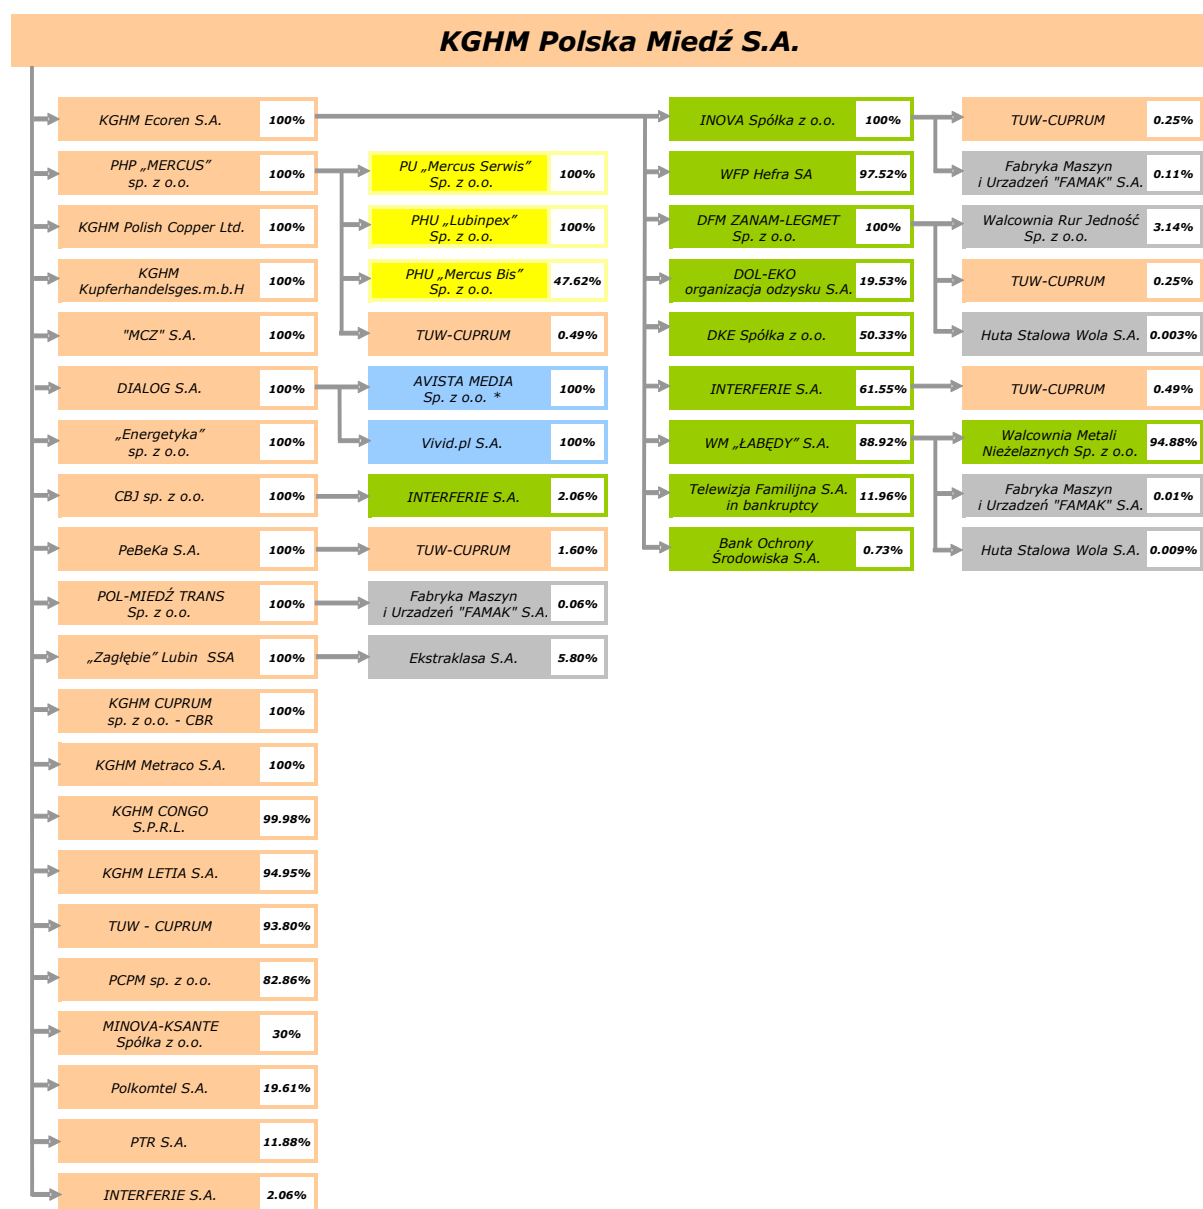 KGHM Polska Miedź S.A.
KGHM Ecoren S.A. 100%
PHP „MERCUS”
sp. z o.o. 100%
KGHM Polish Copper Ltd. 100%
KGHM
Kupferhandelsges.m.b.H 100%
"MCZ" S.A. 100%
DIALOG S.A. 100%
„Energetyka”
sp. z o.o. 100%
CBJ sp. z o.o. 100%
PeBeKa S.A. 100%
POL-MIEDŹ TRANS
Sp. z o.o. 100%
„Zagłębie” Lubin SSA 100%
KGHM CUPRUM
sp. z o.o. - CBR 100%
KGHM Metraco S.A. 100%
KGHM CONGO
S.P.R.L. 99.98%
KGHM LETIA S.A. 94.95%
TUW - CUPRUM 93.80%
PCPM sp. z o.o. 82.86%
MINOVA-KSANTE
Spółka z o.o. 30%
Polkomtel S.A. 19.61%
PTR S.A. 11.88%
INTERFERIE S.A. 2.06%
PU „Mercus Serwis”
Sp. z o.o. 100%
PHU „Lubinpex”
Sp. z o.o. 100%
PHU „Mercus Bis”
Sp. z o.o. 47.62%
TUW-CUPRUM 0.49%
AVISTA MEDIA
Sp. z o.o. * 100%
Vivid.pl S.A. 100%
INTERFERIE S.A. 2.06%
TUW-CUPRUM 1.60%
Fabryka Maszyn
i Urzadzeń "FAMAK" S.A. 0.06%
Ekstraklasa S.A. 5.80%
INOVA Spółka z o.o. 100%
WFP Hefra SA 97.52%
DFM ZANAM-LEGMET
Sp. z o.o. 100%
DOL-EKO
organizacja odzysku S.A. 19.53%
DKE Spółka z o.o. 50.33%
INTERFERIE S.A. 61.55%
WM „ŁABĘDY” S.A. 88.92%
Telewizja Familijna S.A.
in bankruptcy 11.96%
Bank Ochrony
Środowiska S.A. 0.73%
TUW-CUPRUM 0.25%
Fabryka Maszyn
i Urzadzeń "FAMAK" S.A. 0.11%
Walcownia Rur Jedność
Sp. z o.o. 3.14%
TUW-CUPRUM 0.25%
Huta Stalowa Wola S.A. 0.003%
TUW-CUPRUM 0.49%
Walcownia Metali
Nieżelaznych Sp. z o.o. 94.88%
Fabryka Maszyn
i Urzadzeń "FAMAK" S.A. 0.01%
Huta Stalowa Wola S.A. 0.009%